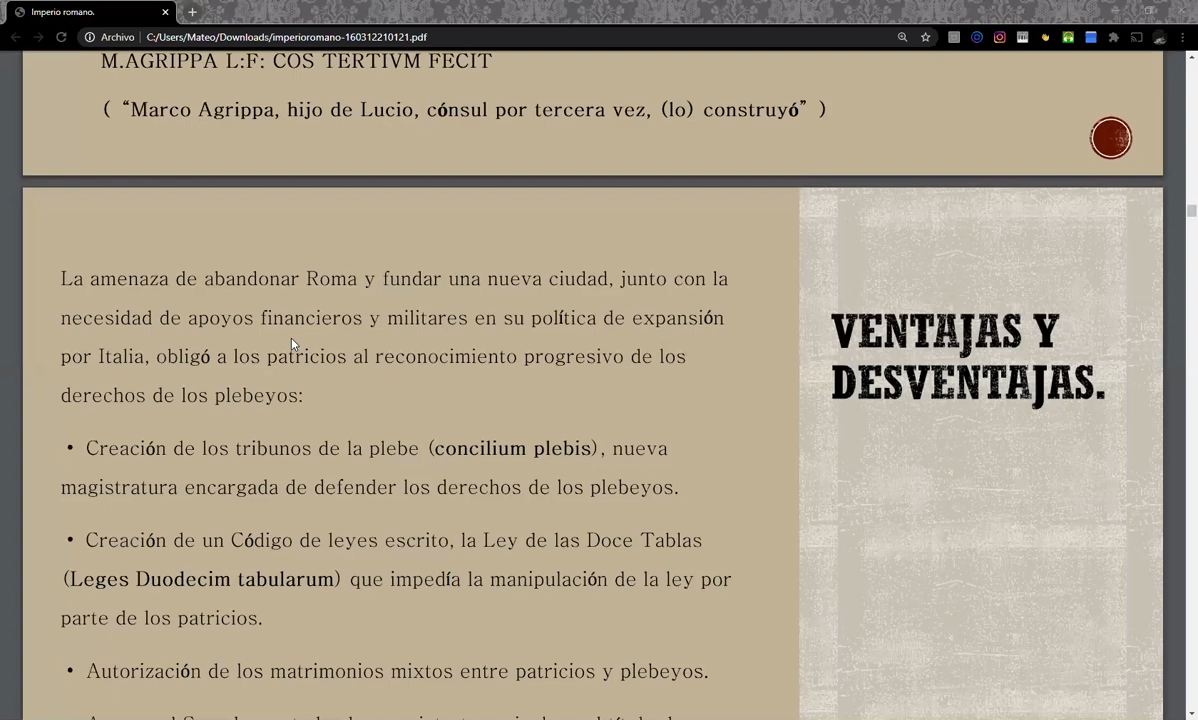 Imperio romano.
Archivo | C:/Users/Mateo/Downloads/imperioromano-160312210121.pdf
M.AGRIPPA L:F: COS TERTIVM FECIT
( “Marco Agrippa, hijo de Lucio, cónsul por tercera vez, (lo) construyó” )
La amenaza de abandonar Roma y fundar una nueva ciudad, junto con la
necesidad de apoyos financieros y militares en su política de expansión
por Italia, obligó a los patricios al reconocimiento progresivo de los
derechos de los plebeyos:
• Creación de los tribunos de la plebe (concilium plebis), nueva
magistratura encargada de defender los derechos de los plebeyos.
• Creación de un Código de leyes escrito, la Ley de las Doce Tablas
(Leges Duodecim tabularum) que impedía la manipulación de la ley por
parte de los patricios.
• Autorización de los matrimonios mixtos entre patricios y plebeyos.
VENTAJAS Y
DESVENTAJAS.